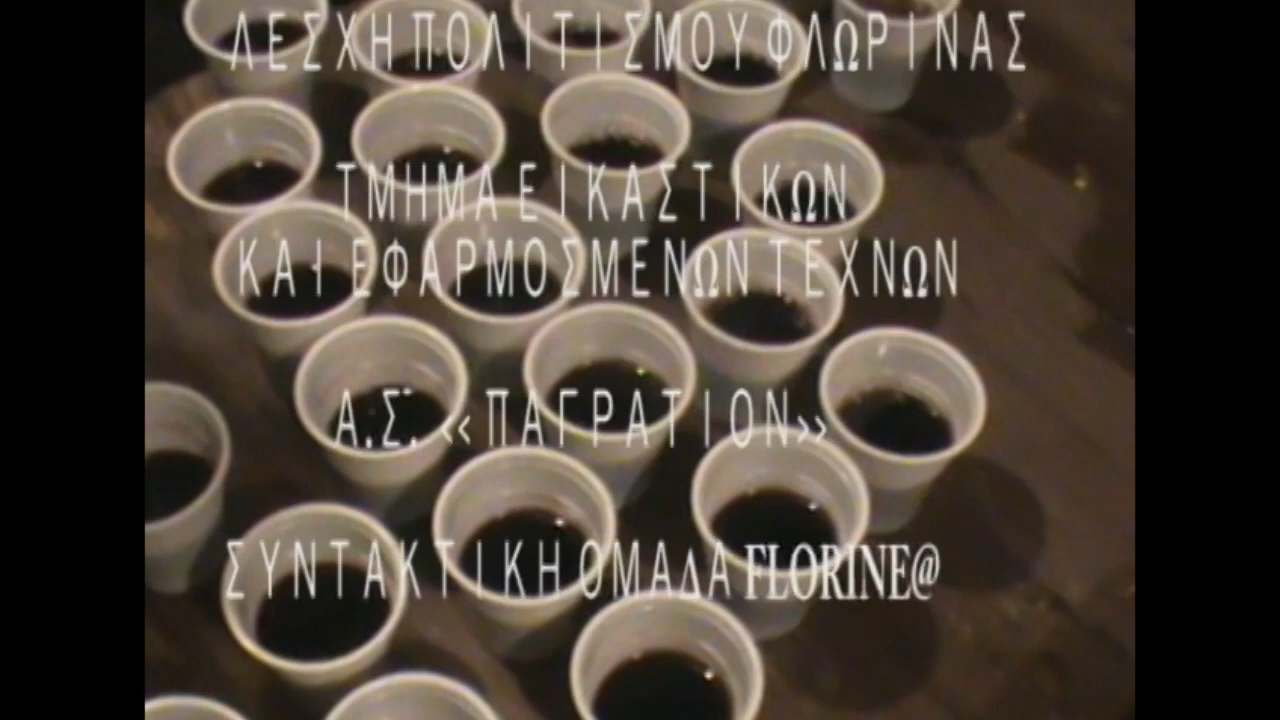 ΛΕΣΧΗ ΠΟΛΙΤΙΣΜΟΥ ΦΛΩΡΙΝΑΣ
ΤΜΗΜΑ ΕΙΚΑΣΤΙΚΩΝ
ΚΑΙ ΕΦΑΡΜΟΣΜΕΝΩΝ ΤΕΧΝΩΝ
Α.Σ. «ΠΑΓΡΑΤΙΟΝ»
ΣΥΝΤΑΚΤΙΚΗ ΟΜΑΔΑ FLORINE@